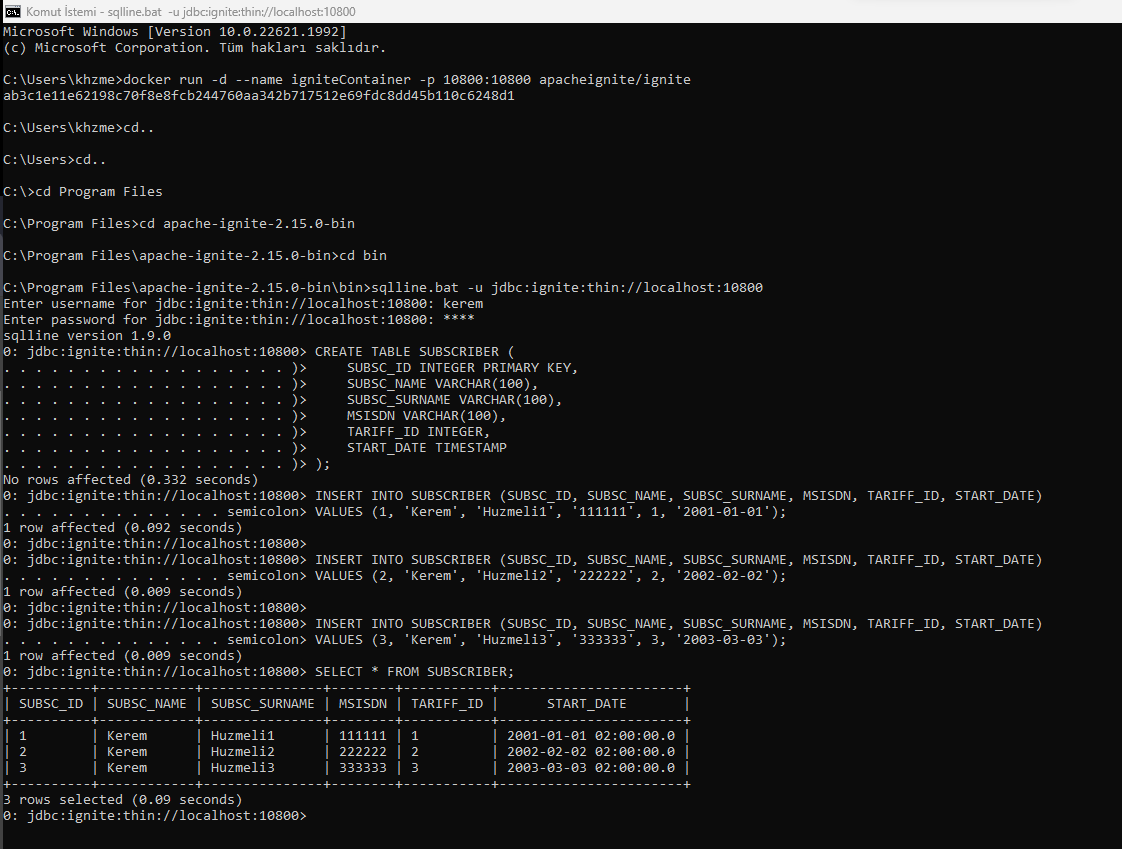 Komut İstemi - sqlline.bat -u jdbc:ignite:thin://localhost:10800
Microsoft Windows [Version 10.0.22621.1992]
(c) Microsoft Corporation. Tüm hakları saklıdır.
C:\Users\khzme>docker run -d --name igniteContainer -p 10800:10800 apacheignite/ignite
ab3c1e11e62198c70f8e8fcb244760aa342b717512e69fdc8dd45b110c6248d1
C:\Users\khzme>cd..
C:\Users>cd..
C:\>cd Program Files
C:\Program Files>cd apache-ignite-2.15.0-bin
C:\Program Files\apache-ignite-2.15.0-bin>cd bin
C:\Program Files\apache-ignite-2.15.0-bin\bin>sqlline.bat -u jdbc:ignite:thin://localhost:10800
Enter username for jdbc:ignite:thin://localhost:10800: kerem
Enter password for jdbc:ignite:thin://localhost:10800: ****
sqlline version 1.9.0
0: jdbc:ignite:thin://localhost:10800> CREATE TABLE SUBSCRIBER (
. . . . . . . . . . . . . . . . . . )>     SUBSC_ID INTEGER PRIMARY KEY,
. . . . . . . . . . . . . . . . . . )>     SUBSC_NAME VARCHAR(100),
. . . . . . . . . . . . . . . . . . )>     SUBSC_SURNAME VARCHAR(100),
. . . . . . . . . . . . . . . . . . )>     MSISDN VARCHAR(100),
. . . . . . . . . . . . . . . . . . )>     TARIFF_ID INTEGER,
. . . . . . . . . . . . . . . . . . )>     START_DATE TIMESTAMP
. . . . . . . . . . . . . . . . . . )> );
No rows affected (0.332 seconds)
0: jdbc:ignite:thin://localhost:10800> INSERT INTO SUBSCRIBER (SUBSC_ID, SUBSC_NAME, SUBSC_SURNAME, MSISDN, TARIFF_ID, START_DATE)
. . . . . . . . . . . . . . semicolon> VALUES (1, 'Kerem', 'Huzmeli1', '111111', 1, '2001-01-01');
1 row affected (0.092 seconds)
0: jdbc:ignite:thin://localhost:10800>
0: jdbc:ignite:thin://localhost:10800> INSERT INTO SUBSCRIBER (SUBSC_ID, SUBSC_NAME, SUBSC_SURNAME, MSISDN, TARIFF_ID, START_DATE)
. . . . . . . . . . . . . . semicolon> VALUES (2, 'Kerem', 'Huzmeli2', '222222', 2, '2002-02-02');
1 row affected (0.009 seconds)
0: jdbc:ignite:thin://localhost:10800>
0: jdbc:ignite:thin://localhost:10800> INSERT INTO SUBSCRIBER (SUBSC_ID, SUBSC_NAME, SUBSC_SURNAME, MSISDN, TARIFF_ID, START_DATE)
. . . . . . . . . . . . . . semicolon> VALUES (3, 'Kerem', 'Huzmeli3', '333333', 3, '2003-03-03');
1 row affected (0.009 seconds)
0: jdbc:ignite:thin://localhost:10800> SELECT * FROM SUBSCRIBER;
+----------+------------+---------------+--------+-----------+-----------------------+
| SUBSC_ID | SUBSC_NAME | SUBSC_SURNAME | MSISDN | TARIFF_ID |      START_DATE       |
+----------+------------+---------------+--------+-----------+-----------------------+
| 1        | Kerem      | Huzmeli1      | 111111 | 1         | 2001-01-01 02:00:00.0 |
| 2        | Kerem      | Huzmeli2      | 222222 | 2         | 2002-02-02 02:00:00.0 |
| 3        | Kerem      | Huzmeli3      | 333333 | 3         | 2003-03-03 02:00:00.0 |
+----------+------------+---------------+--------+-----------+-----------------------+
3 rows selected (0.09 seconds)
0: jdbc:ignite:thin://localhost:10800>